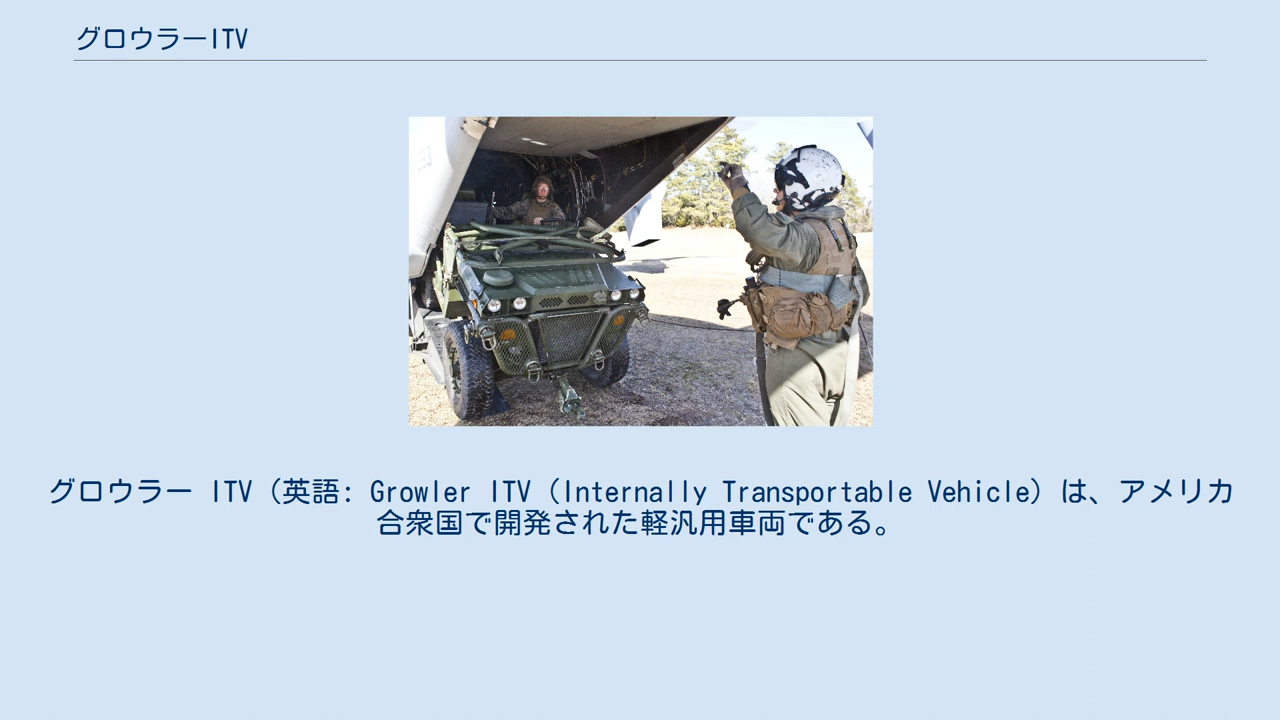 グロウラーITV
グロウラー ITV（英語: Growler ITV（Internally Transportable Vehicle）は、アメリカ
合衆国で開発された軽汎用車両である。